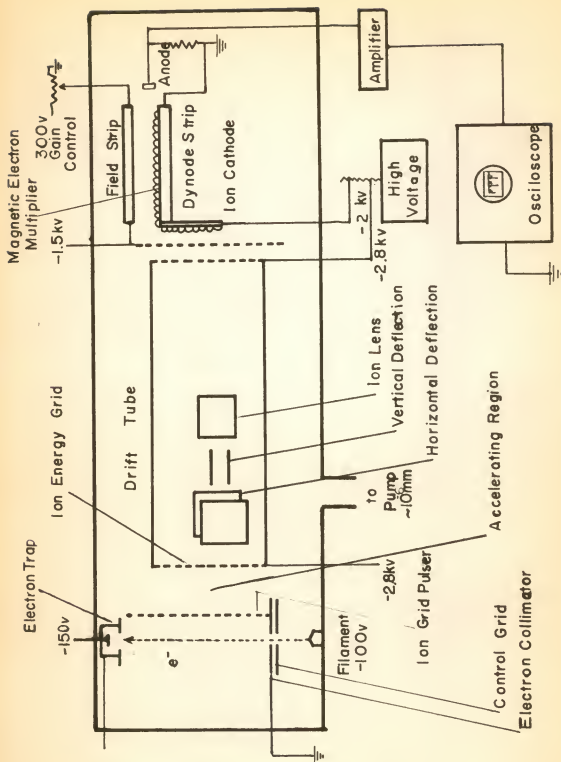 Magnetic Electron
Multiplier
-1.5kv
300v
Gain
Control
Field Strip
Anode
Dynode Strip
Ion Cathode
Amplifier
-2 kv
-2.8kv
High
Voltage
Oscilloscope
Ion Energy Grid
Drift Tube
Ion Lens
Vertical Deflection
Horizontal Deflection
to
Pump
~10mm
Accelerating Region
Electron Trap
-150v
e-
-2.8kv
Filament
-100v
Ion Grid Pulser
Control Grid
Electron Collimator